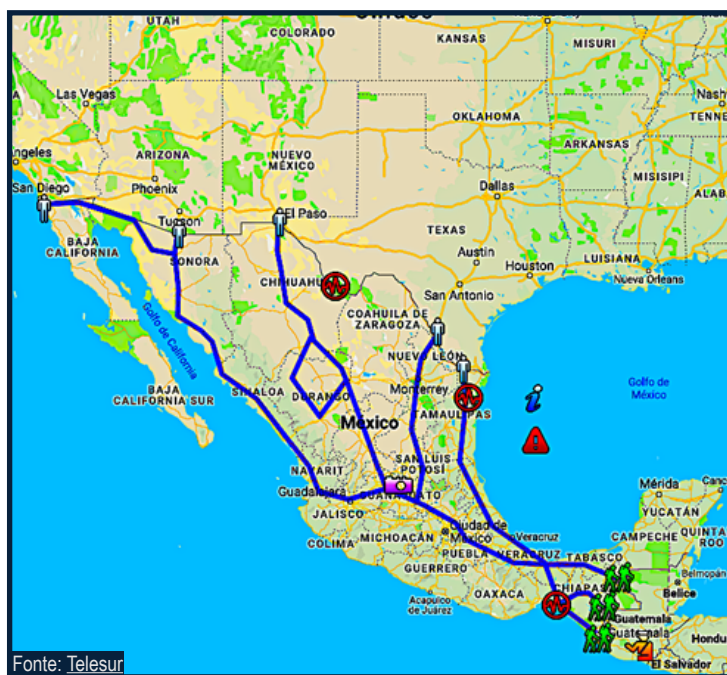 UTAH
COLORADO
KANSAS
MISURI
Las Vegas
Nash
TENNE
OKLAHOMA
ARKANSAS
ARIZONA
NUEVO
MÉXICO
ngeles
MISISIPI
San Diego
Phoenix
Dallas
ALAB
Tucson
El Paso
TEXAS
BAJA
CALIFORNIA
SONORA
Austin
LUISIANA
Houston
Nueva Orleans
CHIHUAHU
San Antonio
COAHUILA DE
ZARAGOZA
Golfo de California
NUEVO LEÓN
BAJA
CALIFORNIA SUR
SINALOA
DURANGO
Monterrey
TAMAULIPAS
Golfo de
México
México
NAYARIT
SAN LUIS
POTOSÍ
Guadalajara
GUANAJUATO
Mérida
Canc
JALISCO
YUCATÁN
COLIMA
MICHOACÁN
Ciudad de
México
Veracruz
CAMPECHE
QUINTA
ROO
PUEBLA
VERACRUZ
TABASCO
GUERRERO
Belmopán
OAXACA
CHIAPAS
Belice
Acapulco
de Juárez
Guatemala
Guatemala
Hondu
El Salvador
Fonte: Telesur